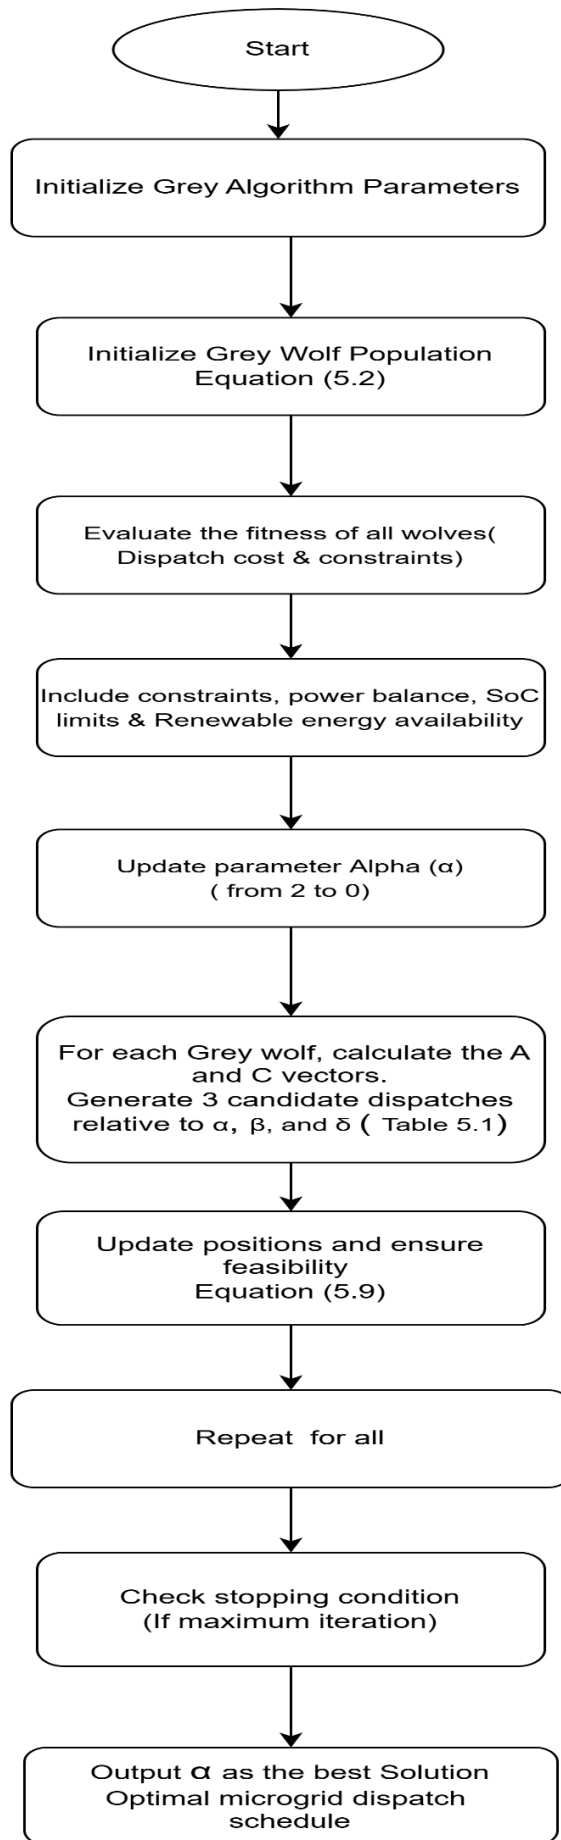 Start
Initialize Grey Algorithm Parameters
Initialize Grey Wolf Population
Equation (5.2)
Evaluate the fitness of all wolves(
Dispatch cost & constraints)
Include constraints, power balance, SoC
limits & Renewable energy availability
Update parameter Alpha (α)
( from 2 to 0)
For each Grey wolf, calculate the A
and C vectors.
Generate 3 candidate dispatches
relative to α, β, and δ ( Table 5.1)
Update positions and ensure
feasibility
Equation (5.9)
Repeat for all
Check stopping condition
(If maximum iteration)
Output α as the best Solution
Optimal microgrid dispatch
schedule